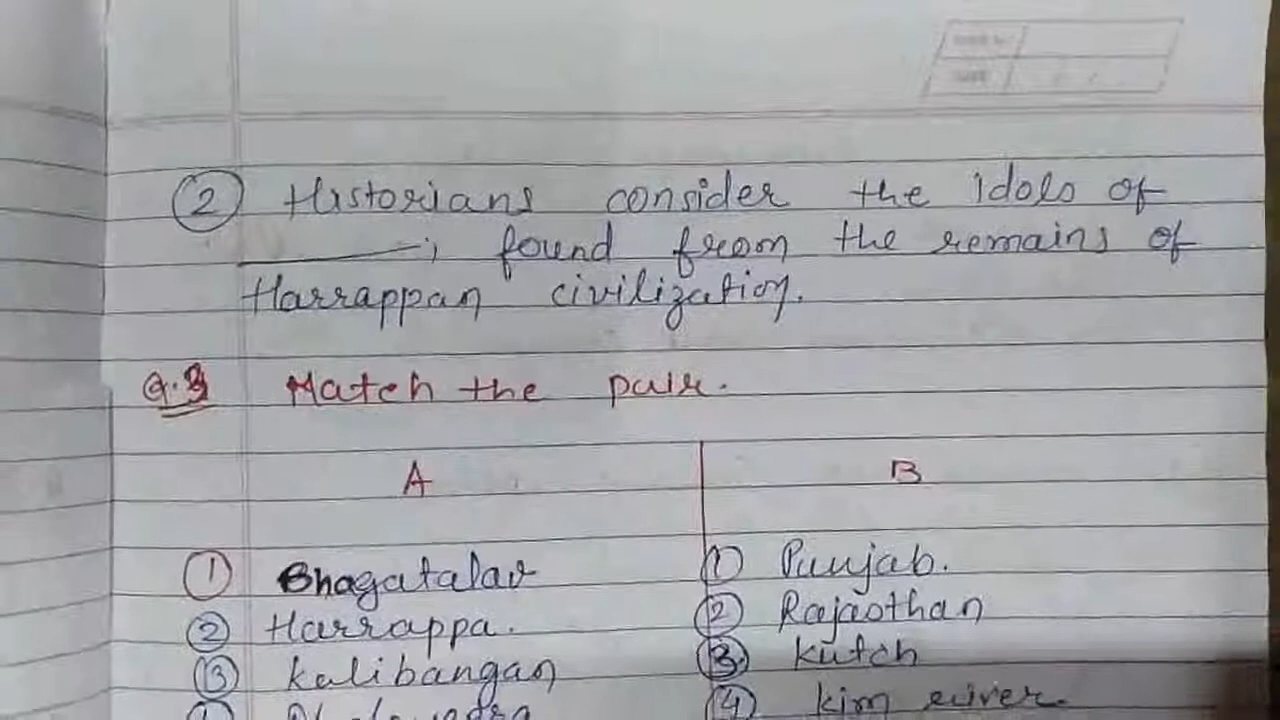 ② Historians consider the idols of
______, found from the remains of
Harrappan civilization.
Q.3 Match the pair.
A B
① Bhagatalav ① Punjab.
② Harrappa. ② Rajasthan
③ Kalibangan ③ Kutch
④ Kim river.